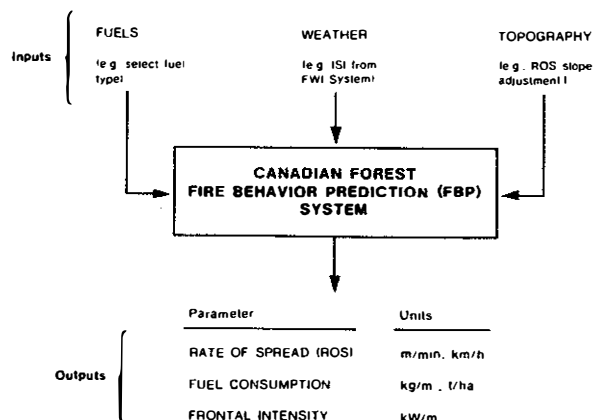 FUELS WEATHER TOPOGRAPHY
Inputs
(e g select fuel type) (e g ISI from FWI System) (e g. ROS slope adjustment)
CANADIAN FOREST
FIRE BEHAVIOR PREDICTION (FBP)
SYSTEM
Parameter Units
RATE OF SPREAD (ROS) m/min, km/h
Outputs
FUEL CONSUMPTION kg/m , t/ha
FRONTAL INTENSITY kW/m